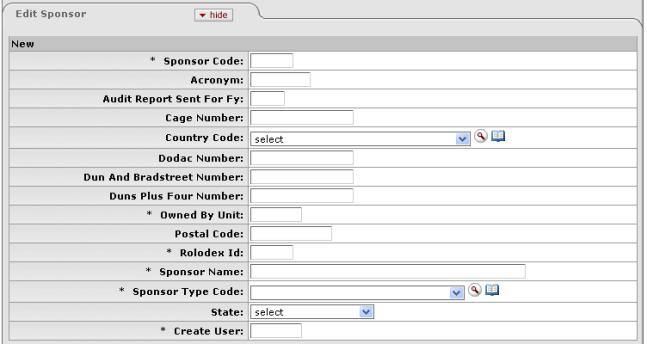 Edit Sponsor hide
New
* Sponsor Code:
Acronym:
Audit Report Sent For Fy:
Cage Number:
Country Code: select
Dodac Number:
Dun And Bradstreet Number:
Duns Plus Four Number:
* Owned By Unit:
Postal Code:
* Rolodex Id:
* Sponsor Name:
* Sponsor Type Code:
State: select
* Create User: